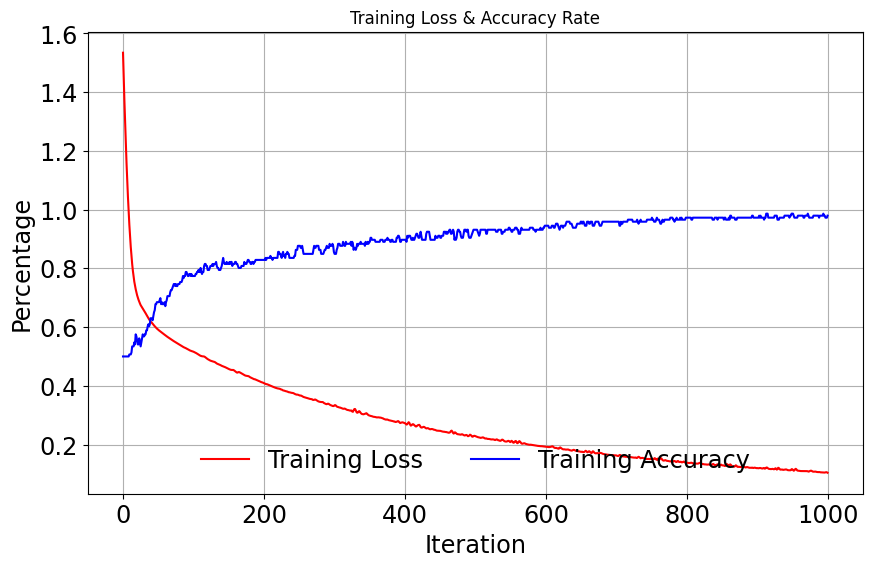 Training Loss & Accuracy Rate
1.6
1.4
1.2
1.0
0.8
0.6
0.4
0.2
Percentage
Training Loss
Training Accuracy
0
200
400
600
800
1000
Iteration